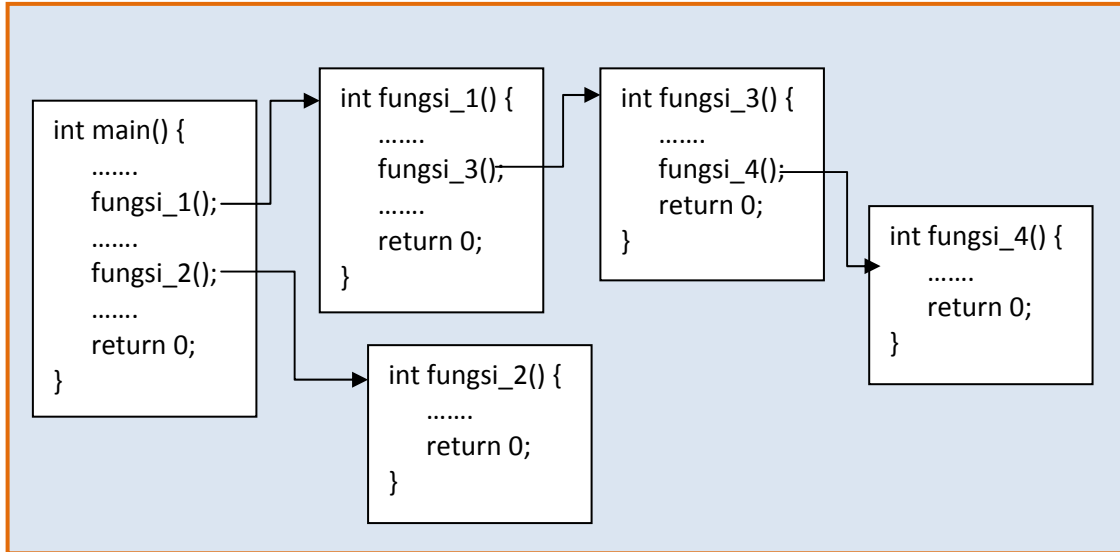 int main() {
…….
fungsi_1();
…….
fungsi_2();
…….
return 0;
}
int fungsi_1() {
…….
fungsi_3();
…….
return 0;
}
int fungsi_3() {
…….
fungsi_4();
return 0;
}
int fungsi_4() {
…….
return 0;
}
int fungsi_2() {
…….
return 0;
}